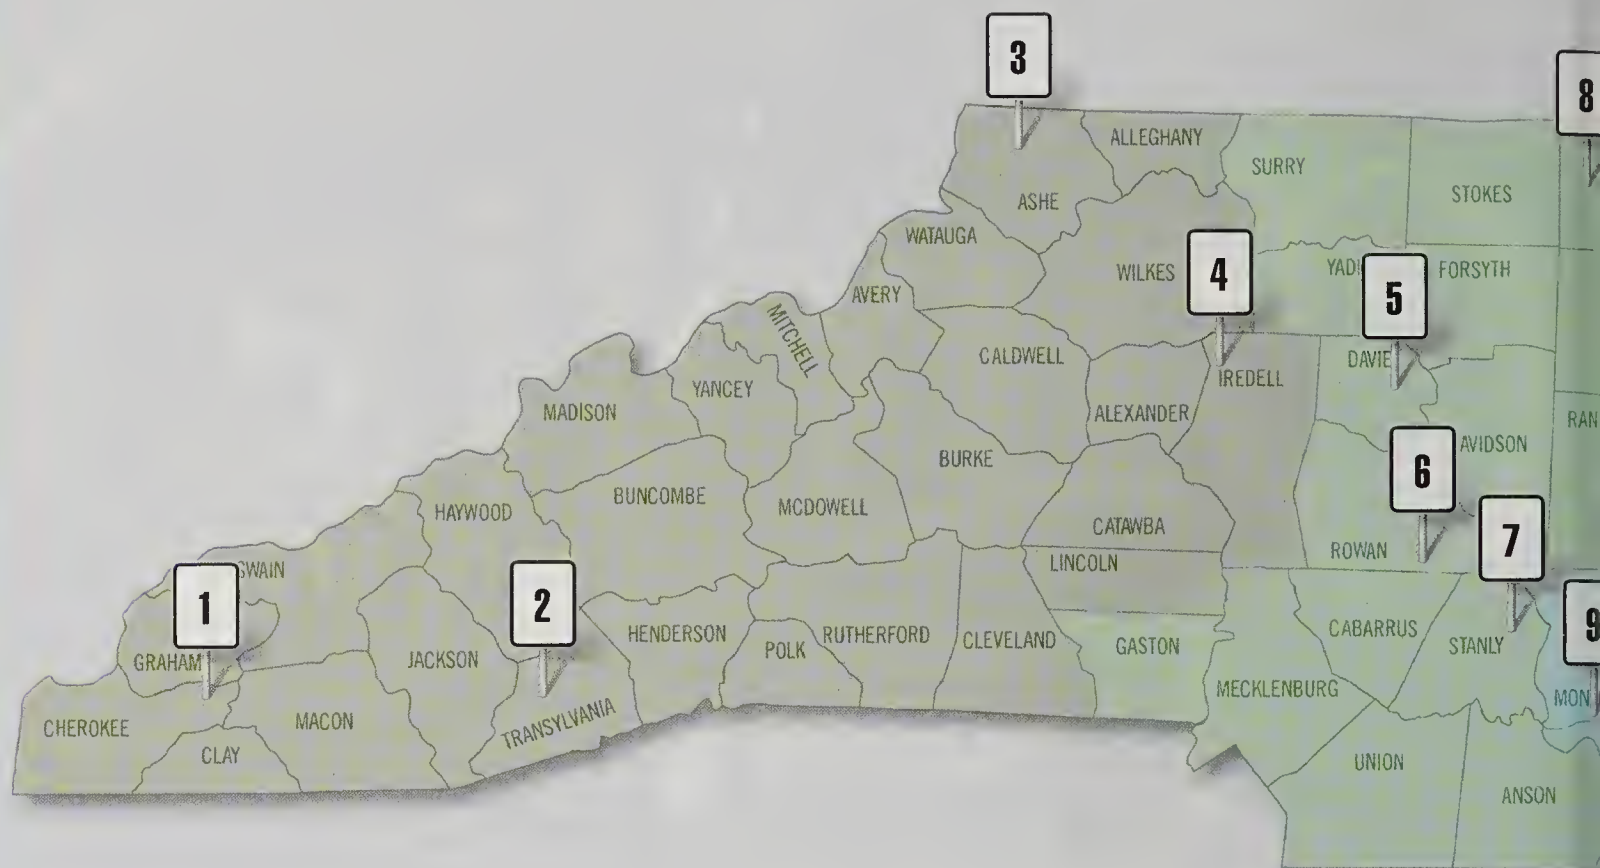 3
8
ALLEGHANY
SURRY
STOKES
ASHE
WATAUGA
WILKES
4
YADI
5
FORSYTH
AVERY
MITCHELL
CALDWELL
DAVIE
IREDELL
YANCEY
MADISON
ALEXANDER
RAN
AVIDSON
BURKE
6
BUNCOMBE
HAYWOOD
MCDOWELL
CATAWBA
ROWAN
7
LINCOLN
SWAIN
1
2
9
HENDERSON
RUTHERFORD
CLEVELAND
CABARRUS
POLK
GASTON
STANLY
GRAHAM
JACKSON
MECKLENBURG
MON
TRANSYLVANIA
CHEROKEE
MACON
CLAY
UNION
ANSON